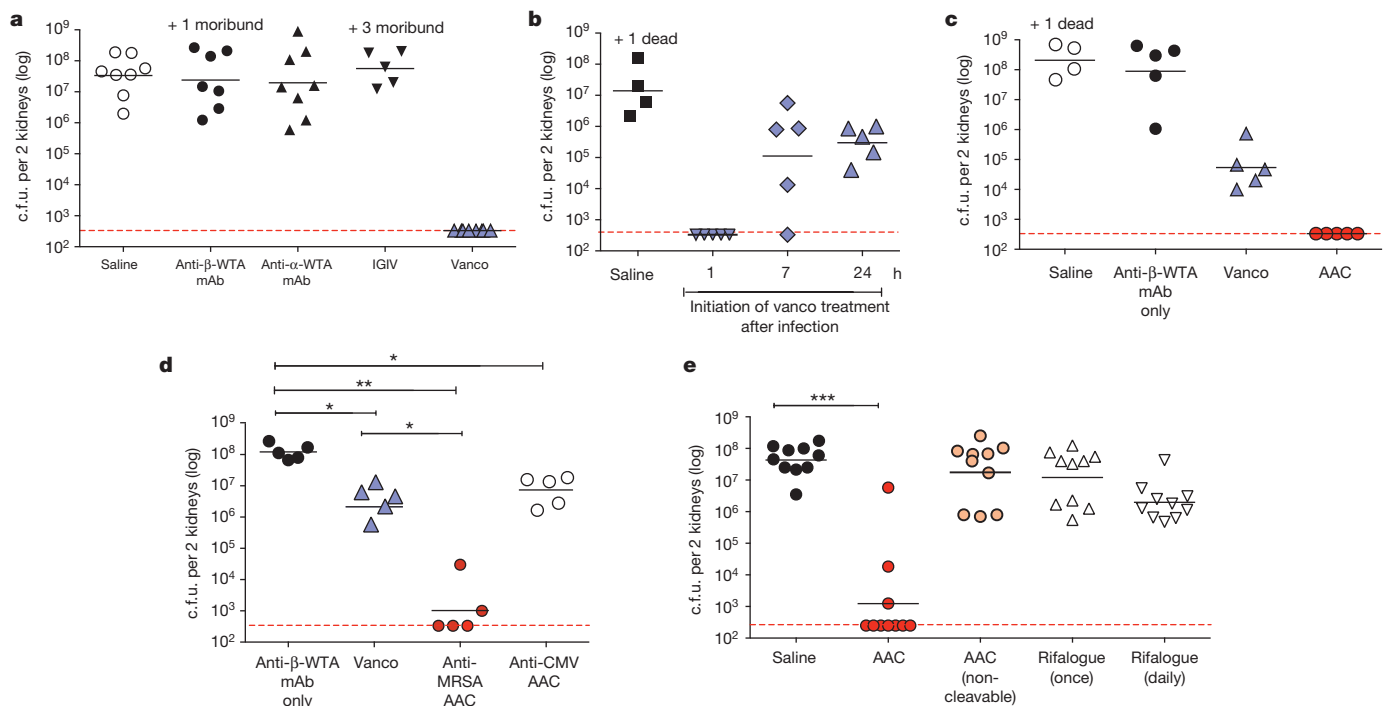 a
+ 1 moribund
+ 3 moribund
c.f.u. per 2 kidneys (log)
10⁹
10⁸
10⁷
10⁶
10⁵
10⁴
10³
10²
Saline
Anti-β-WTA
mAb
Anti-α-WTA
mAb
IGIV
Vanco
b
+ 1 dead
c.f.u. per 2 kidneys (log)
10⁹
10⁸
10⁷
10⁶
10⁵
10⁴
10³
10²
Saline
1
7
24
h
Initiation of vanco treatment
after infection
c
+ 1 dead
c.f.u. per 2 kidneys (log)
10⁹
10⁸
10⁷
10⁶
10⁵
10⁴
10³
10²
Saline
Anti-β-WTA
mAb
only
Vanco
AAC
d
*
**
*
*
c.f.u. per 2 kidneys (log)
10⁹
10⁸
10⁷
10⁶
10⁵
10⁴
10³
10²
Anti-β-WTA
mAb
only
Vanco
Anti-
MRSA
AAC
Anti-CMV
AAC
e
***
c.f.u. per 2 kidneys (log)
10⁹
10⁸
10⁷
10⁶
10⁵
10⁴
10³
10²
Saline
AAC
AAC
(non-
cleavable)
Rifalogue
(once)
Rifalogue
(daily)